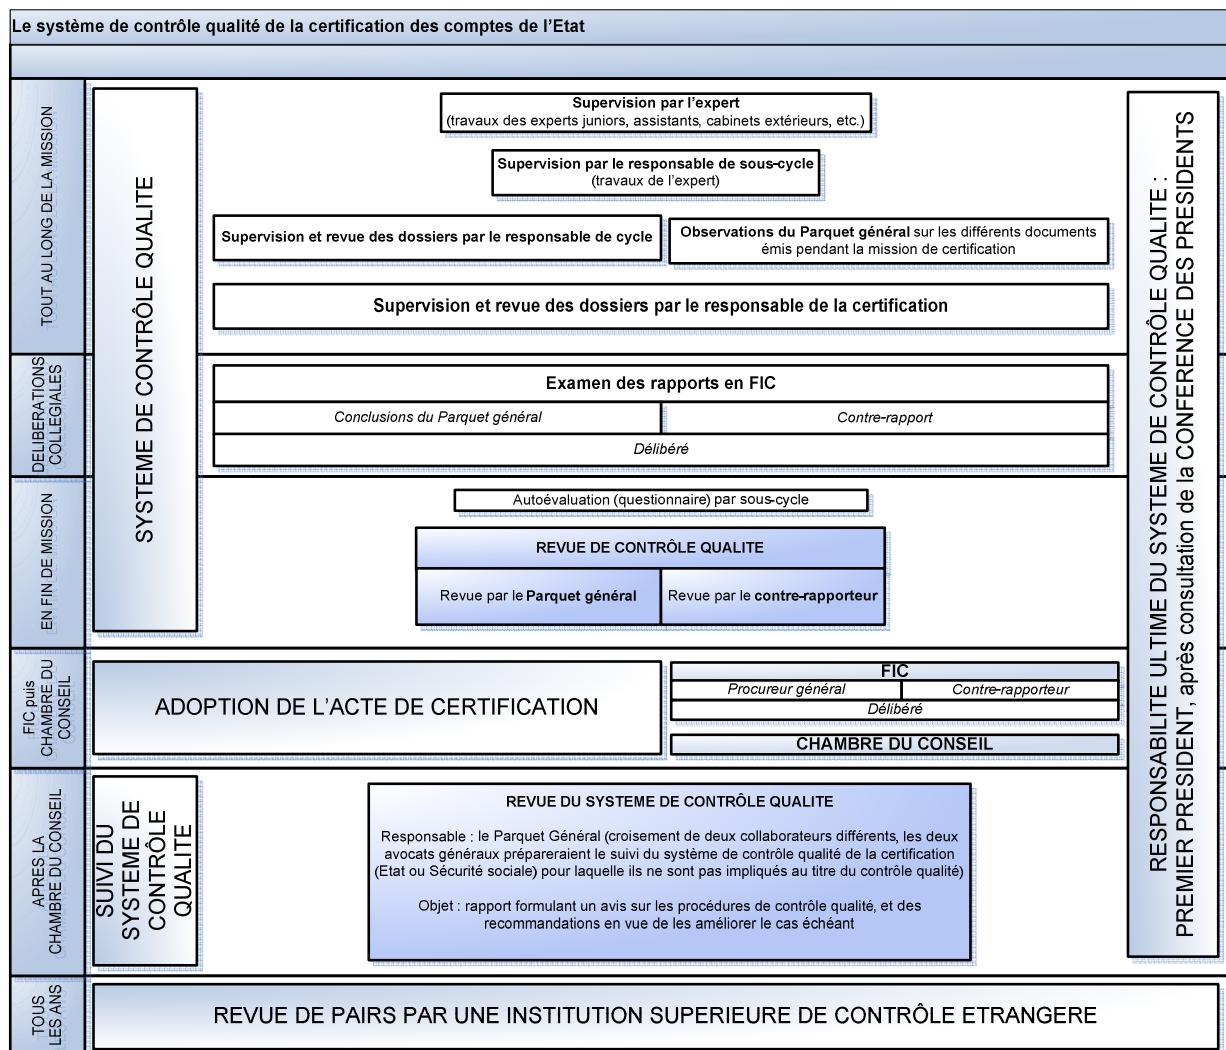 Le système de contrôle qualité de la certification des comptes de l'Etat
TOUT AU LONG DE LA MISSION
SYSTEME DE CONTRÔLE QUALITE
Supervision par l'expert
(travaux des experts juniors, assistants, cabinets extérieurs, etc.)
Supervision par le responsable de sous-cycle
(travaux de l'expert)
Supervision et revue des dossiers par le responsable de cycle
Observations du Parquet général sur les différents documents
émis pendant la mission de certification
Supervision et revue des dossiers par le responsable de la certification
RESPONSABILITE ULTIME DU SYSTEME DE CONTRÔLE QUALITE :
PREMIER PRESIDENT, après consultation de la CONFERENCE DES PRESIDENTS
DELIBERATIONS
COLLEGIALES
Examen des rapports en FIC
Conclusions du Parquet général
Contre-rapport
Délibéré
EN FIN DE MISSION
Autoévaluation (questionnaire) par sous-cycle
REVUE DE CONTRÔLE QUALITE
Revue par le Parquet général
Revue par le contre-rapporteur
FIC puis
CHAMBRE DU
CONSEIL
ADOPTION DE L'ACTE DE CERTIFICATION
FIC
Procureur général
Contre-rapporteur
Délibéré
CHAMBRE DU CONSEIL
APRES LA
CHAMBRE DU CONSEIL
SUIVI DU
SYSTEME DE
CONTRÔLE
QUALITE
REVUE DU SYSTEME DE CONTRÔLE QUALITE
Responsable : le Parquet Général (croisement de deux collaborateurs différents, les deux
avocats généraux prépareraient le suivi du système de contrôle qualité de la certification
(Etat ou Sécurité sociale) pour laquelle ils ne sont pas impliqués au titre du contrôle qualité)
Objet : rapport formulant un avis sur les procédures de contrôle qualité, et des
recommandations en vue de les améliorer le cas échéant
TOUS
LES ANS
REVUE DE PAIRS PAR UNE INSTITUTION SUPERIEURE DE CONTRÔLE ETRANGERE